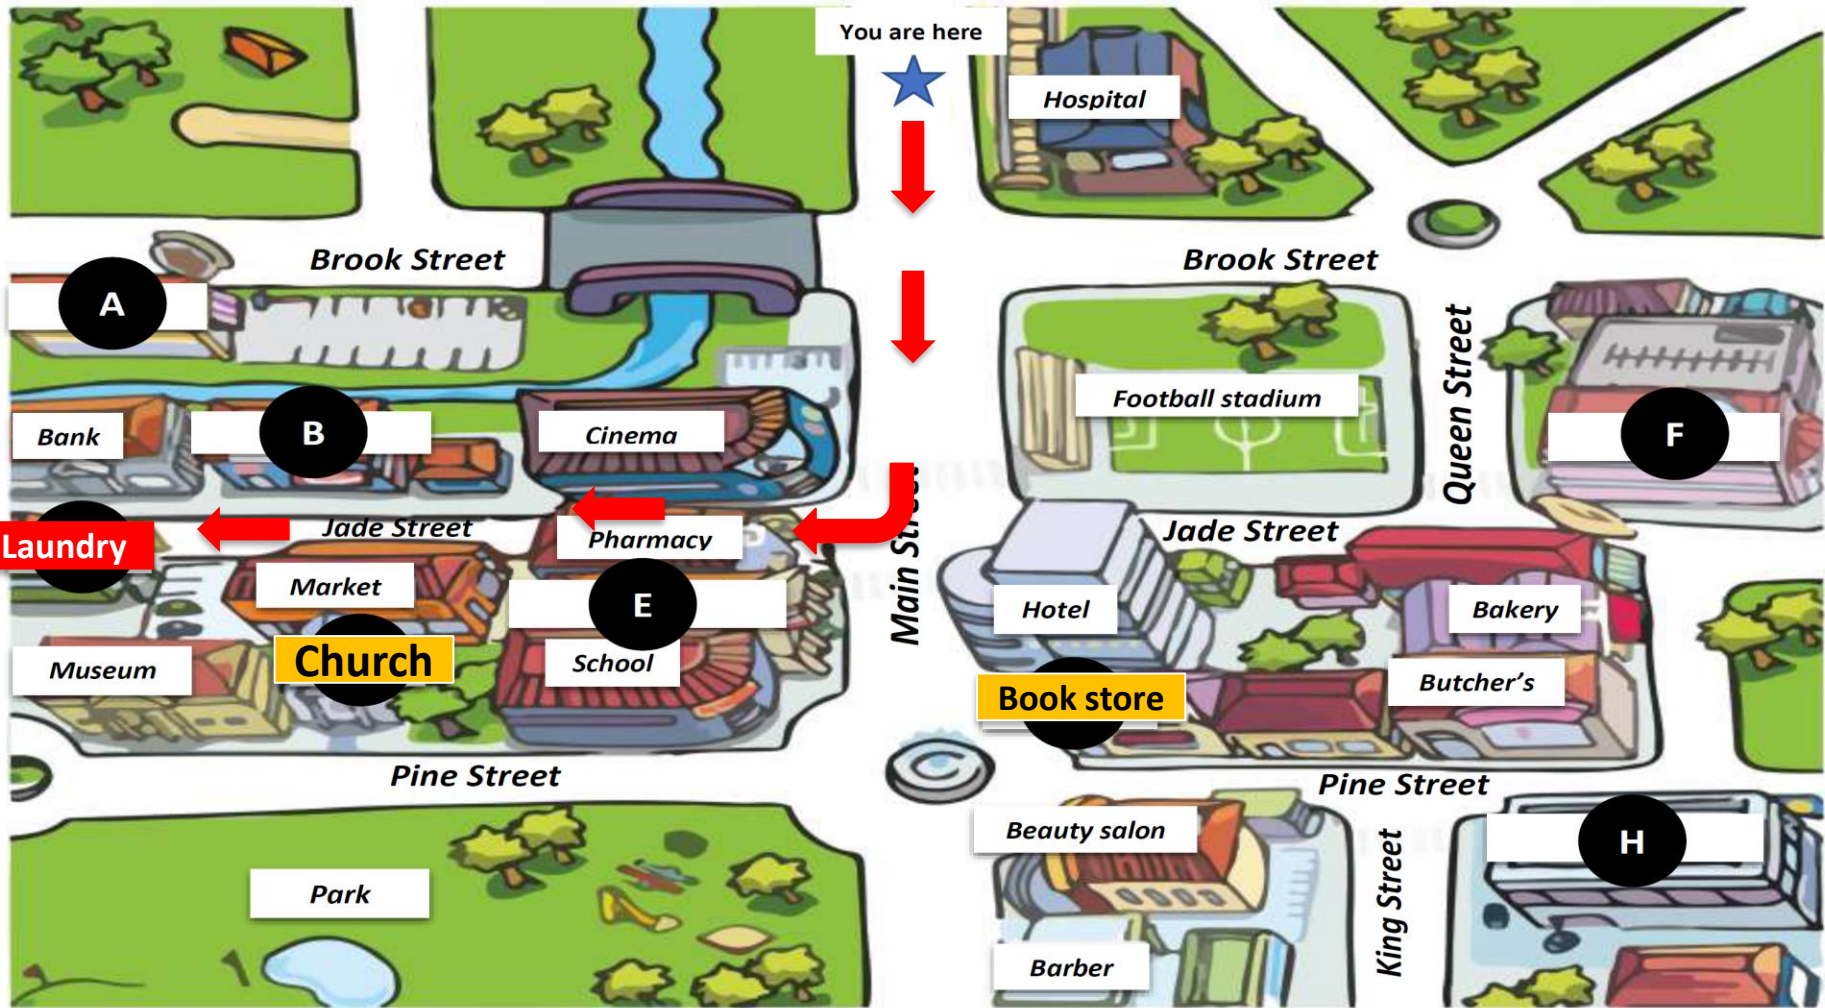 You are here
Hospital
Brook Street
Brook Street
A
Queen Street
Football stadium
Bank
B
Cinema
F
Laundry
Jade Street
Pharmacy
Main Street
Jade Street
Market
E
Hotel
Bakery
Museum
Church
School
Book store
Butcher's
Pine Street
Pine Street
Beauty salon
H
King Street
Park
Barber